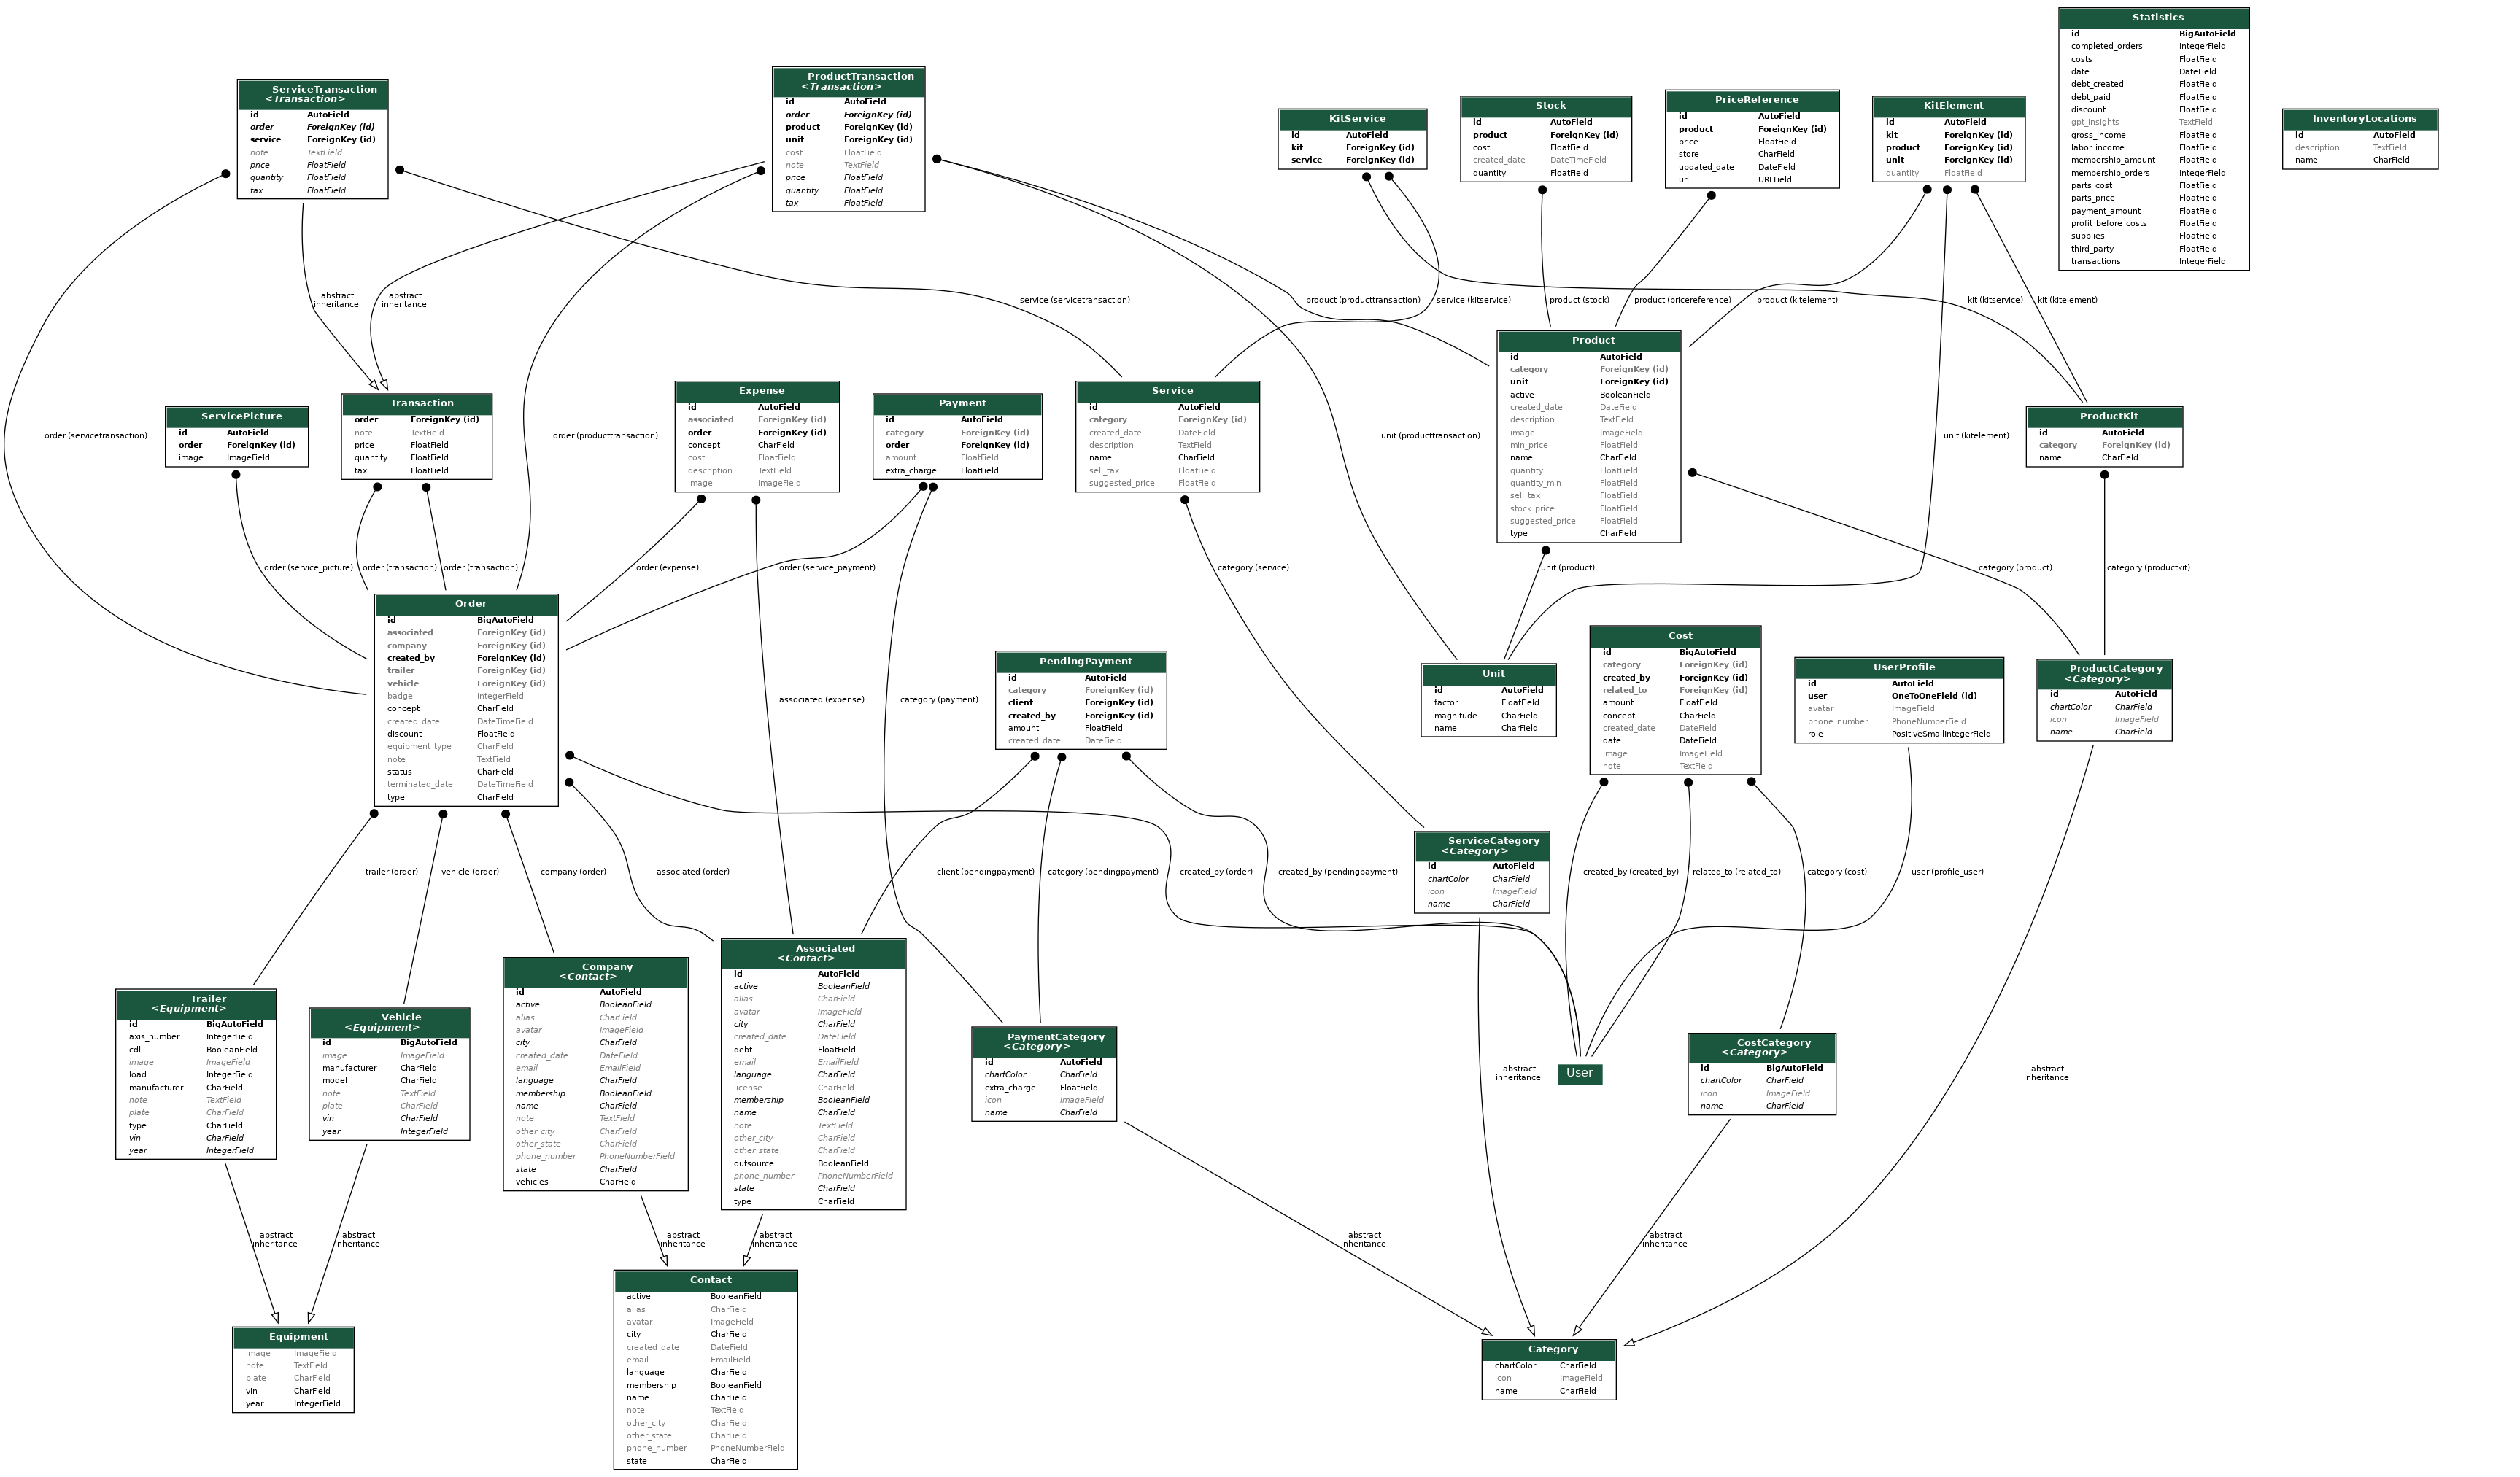 Statistics
id BigAutoField
completed_orders IntegerField
costs FloatField
date DateField
debt_created FloatField
debt_paid FloatField
discount FloatField
gpt_insights TextField
gross_income FloatField
labor_income FloatField
membership_amount FloatField
membership_orders IntegerField
parts_cost FloatField
parts_price FloatField
payment_amount FloatField
profit_before_costs FloatField
supplies FloatField
third_party FloatField
transactions IntegerField
ServiceTransaction
<Transaction>
id AutoField
order ForeignKey (id)
service ForeignKey (id)
note TextField
price FloatField
quantity FloatField
tax FloatField
ProductTransaction
<Transaction>
id AutoField
order ForeignKey (id)
product ForeignKey (id)
unit ForeignKey (id)
cost FloatField
note TextField
price FloatField
quantity FloatField
tax FloatField
KitService
id AutoField
kit ForeignKey (id)
service ForeignKey (id)
Stock
id AutoField
product ForeignKey (id)
cost FloatField
created_date DateTimeField
quantity FloatField
PriceReference
id AutoField
product ForeignKey (id)
price FloatField
store CharField
updated_date DateField
url URLField
KitElement
id AutoField
kit ForeignKey (id)
product ForeignKey (id)
unit ForeignKey (id)
quantity FloatField
InventoryLocations
id AutoField
description TextField
name CharField
abstract
inheritance
abstract
inheritance
service (servicetransaction)
product (producttransaction)
service (kitservice)
product (stock)
product (pricereference)
product (kitelement)
kit (kitservice)
kit (kitelement)
ServicePicture
id AutoField
order ForeignKey (id)
image ImageField
Transaction
order ForeignKey (id)
note TextField
price FloatField
quantity FloatField
tax FloatField
Expense
id AutoField
associated ForeignKey (id)
order ForeignKey (id)
concept CharField
cost FloatField
description TextField
image ImageField
Payment
id AutoField
category ForeignKey (id)
order ForeignKey (id)
amount FloatField
extra_charge FloatField
Service
id AutoField
category ForeignKey (id)
created_date DateField
description TextField
name CharField
sell_tax FloatField
suggested_price FloatField
Product
id AutoField
category ForeignKey (id)
unit ForeignKey (id)
active BooleanField
created_date DateField
description TextField
image ImageField
min_price FloatField
name CharField
quantity FloatField
quantity_min FloatField
sell_tax FloatField
stock_price FloatField
suggested_price FloatField
type CharField
ProductKit
id AutoField
category ForeignKey (id)
name CharField
order (servicetransaction)
order (producttransaction)
unit (producttransaction)
unit (kitelement)
order (service_picture)
order (transaction)
order (transaction)
order (expense)
order (service_payment)
category (service)
unit (product)
category (product)
category (productkit)
Order
id BigAutoField
associated ForeignKey (id)
company ForeignKey (id)
created_by ForeignKey (id)
trailer ForeignKey (id)
vehicle ForeignKey (id)
badge IntegerField
concept CharField
created_date DateTimeField
discount FloatField
equipment_type CharField
note TextField
status CharField
terminated_date DateTimeField
type CharField
associated (expense)
category (payment)
PendingPayment
id AutoField
category ForeignKey (id)
client ForeignKey (id)
created_by ForeignKey (id)
amount FloatField
created_date DateField
Unit
id AutoField
factor FloatField
magnitude CharField
name CharField
Cost
id BigAutoField
category ForeignKey (id)
created_by ForeignKey (id)
related_to ForeignKey (id)
amount FloatField
concept CharField
created_date DateField
date DateField
image ImageField
note TextField
UserProfile
id AutoField
user OneToOneField (id)
avatar ImageField
phone_number PhoneNumberField
role PositiveSmallIntegerField
ProductCategory
<Category>
id AutoField
chartColor CharField
icon ImageField
name CharField
trailer (order)
vehicle (order)
company (order)
associated (order)
client (pendingpayment)
category (pendingpayment)
created_by (order)
created_by (pendingpayment)
ServiceCategory
<Category>
id AutoField
chartColor CharField
icon ImageField
name CharField
created_by (created_by)
related_to (related_to)
category (cost)
user (profile_user)
Trailer
<Equipment>
id BigAutoField
axis_number IntegerField
cdl BooleanField
image ImageField
load IntegerField
manufacturer CharField
note TextField
plate CharField
type CharField
vin CharField
year IntegerField
Vehicle
<Equipment>
id BigAutoField
image ImageField
manufacturer CharField
model CharField
note TextField
plate CharField
vin CharField
year IntegerField
Company
<Contact>
id AutoField
active BooleanField
alias CharField
avatar ImageField
city CharField
created_date DateField
email EmailField
language CharField
membership BooleanField
name CharField
note TextField
other_city CharField
other_state CharField
phone_number PhoneNumberField
state CharField
vehicles CharField
Associated
<Contact>
id AutoField
active BooleanField
alias CharField
avatar ImageField
city CharField
created_date DateField
debt FloatField
email EmailField
language CharField
license CharField
membership BooleanField
name CharField
note TextField
other_city CharField
other_state CharField
outsource BooleanField
phone_number PhoneNumberField
state CharField
type CharField
PaymentCategory
<Category>
id AutoField
chartColor CharField
extra_charge FloatField
icon ImageField
name CharField
abstract
inheritance
User
CostCategory
<Category>
id BigAutoField
chartColor CharField
icon ImageField
name CharField
abstract
inheritance
abstract
inheritance
abstract
inheritance
abstract
inheritance
abstract
inheritance
abstract
inheritance
abstract
inheritance
Equipment
image ImageField
note TextField
plate CharField
vin CharField
year IntegerField
Contact
active BooleanField
alias CharField
avatar ImageField
city CharField
created_date DateField
email EmailField
language CharField
membership BooleanField
name CharField
note TextField
other_city CharField
other_state CharField
phone_number PhoneNumberField
state CharField
Category
chartColor CharField
icon ImageField
name CharField